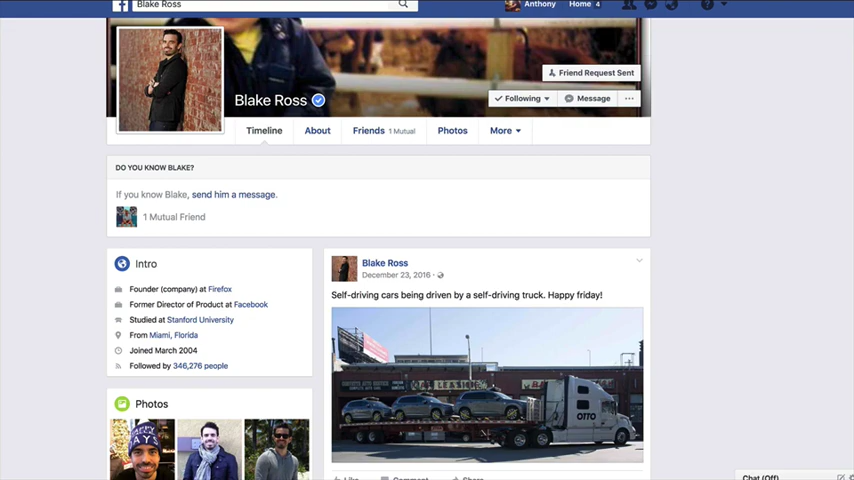 Blake Ross
Anthony
Home 4
Friend Request Sent
Blake Ross
Following
Message
Timeline
About
Friends 1 Mutual
Photos
More
DO YOU KNOW BLAKE?
If you know Blake, send him a message.
1 Mutual Friend
Intro
Founder (company) at Firefox
Former Director of Product at Facebook
Studied at Stanford University
From Miami, Florida
Joined March 2004
Followed by 346,276 people
Photos
Blake Ross
December 23, 2016
Self-driving cars being driven by a self-driving truck. Happy friday!
OTTO
Like
Comment
Share
Chat (Off)